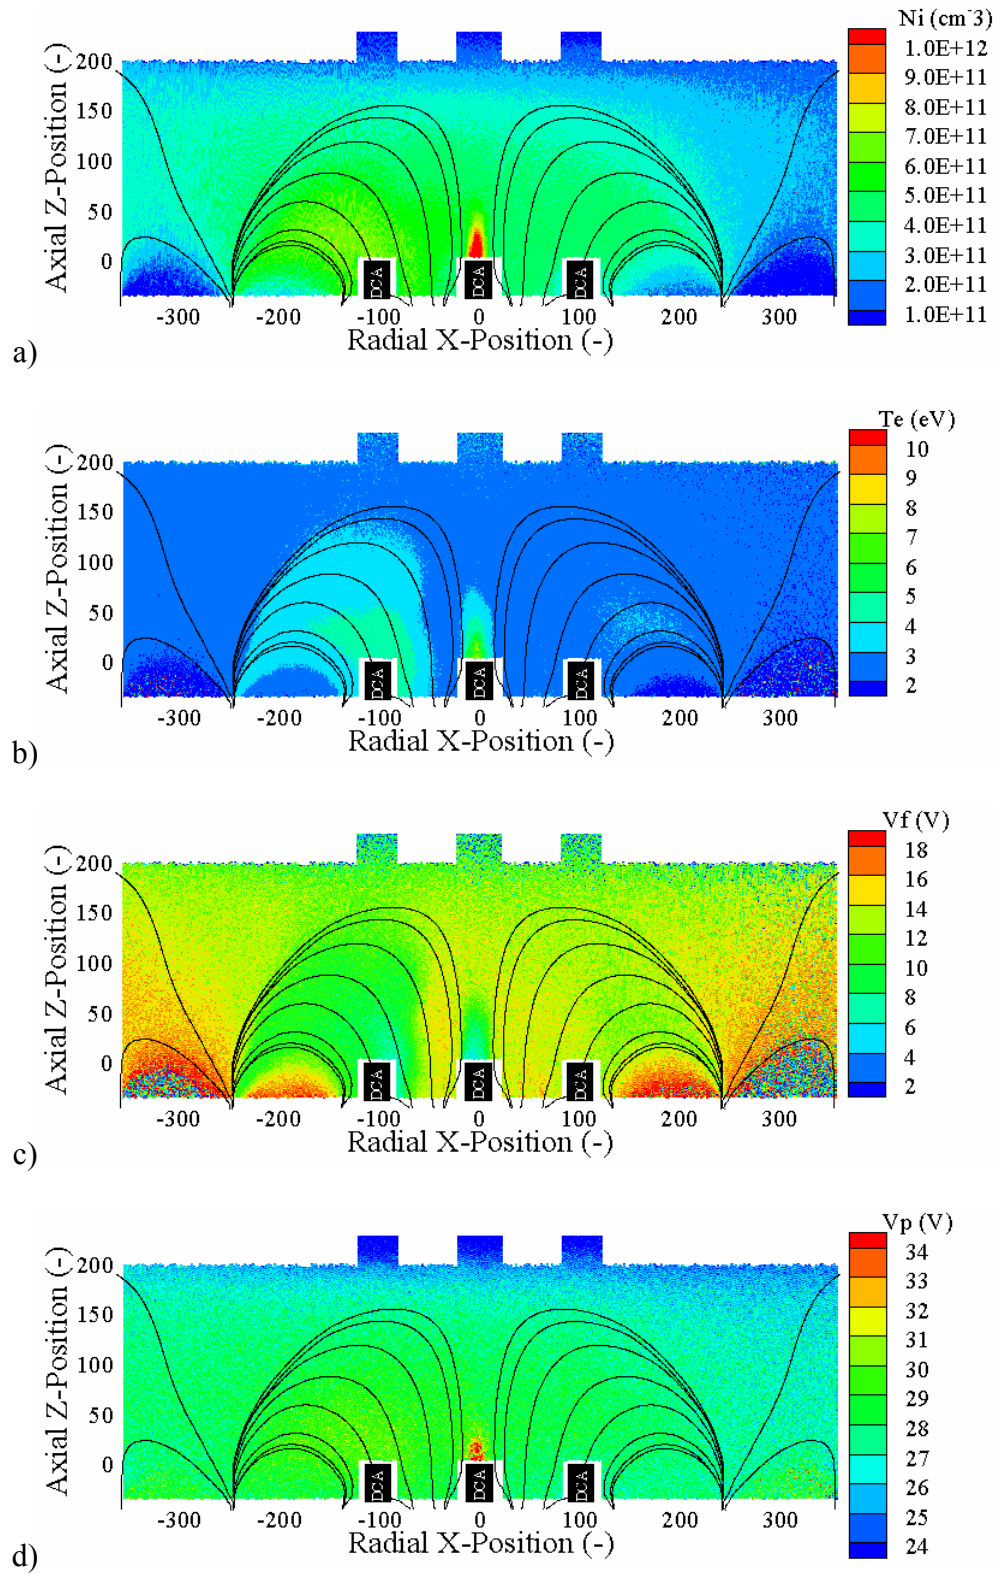 Ni (cm-3)
1.0E+12
9.0E+11
8.0E+11
7.0E+11
6.0E+11
5.0E+11
4.0E+11
3.0E+11
2.0E+11
1.0E+11
Axial Z-Position (-)
200
150
100
50
0
DCA DCA DCA
-300 -200 -100 0 100 200 300
Radial X-Position (-)
a)
Te (eV)
10
9
8
7
6
5
4
3
2
Axial Z-Position (-)
200
150
100
50
0
DCA DCA DCA
-300 -200 -100 0 100 200 300
Radial X-Position (-)
b)
Vf (V)
18
16
14
12
10
8
6
4
2
Axial Z-Position (-)
200
150
100
50
0
DCA DCA DCA
-300 -200 -100 0 100 200 300
Radial X-Position (-)
c)
Vp (V)
34
33
32
31
30
29
28
27
26
25
24
Axial Z-Position (-)
200
150
100
50
0
DCA DCA DCA
-300 -200 -100 0 100 200 300
Radial X-Position (-)
d)